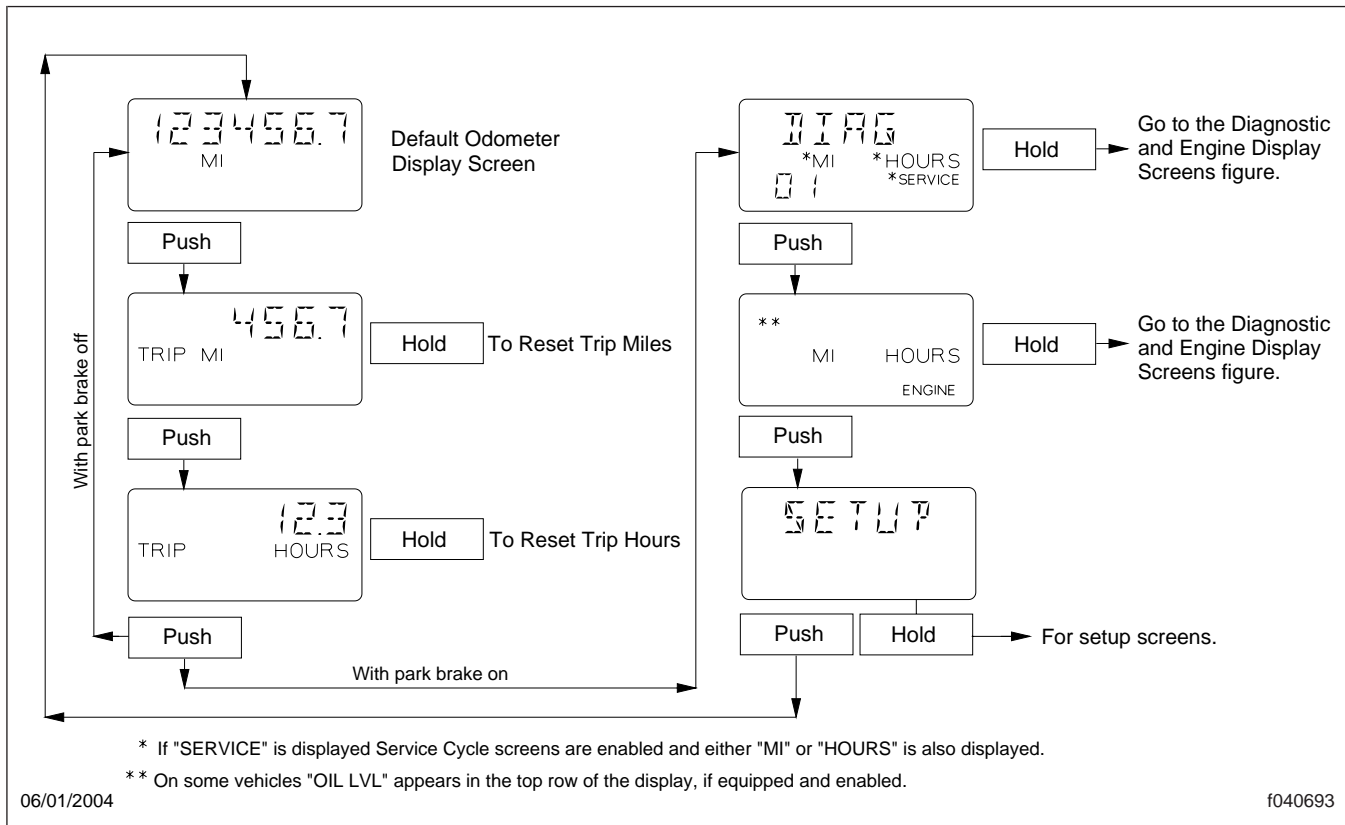 123456.7
MI
Default Odometer
Display Screen
Push
456.7
TRIP MI
Hold
To Reset Trip Miles
Push
12.3
TRIP HOURS
Hold
To Reset Trip Hours
Push
With park brake off
With park brake on
DIAG
*MI *HOURS
*SERVICE
01
Hold
Go to the Diagnostic
and Engine Display
Screens figure.
Push
**
MI HOURS
ENGINE
Hold
Go to the Diagnostic
and Engine Display
Screens figure.
Push
SETUP
Push
Hold
For setup screens.
* If "SERVICE" is displayed Service Cycle screens are enabled and either "MI" or "HOURS" is also displayed.
** On some vehicles "OIL LVL" appears in the top row of the display, if equipped and enabled.
06/01/2004
f040693